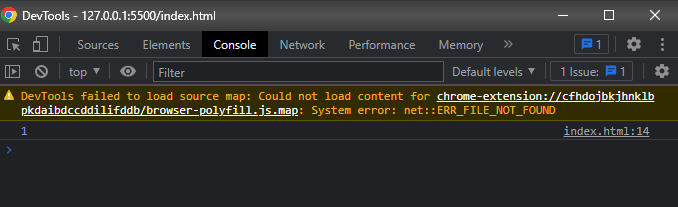 DevTools - 127.0.0.1:5500/index.html
Sources Elements Console Network Performance Memory » 1
top Filter Default levels 1 Issue: 1
DevTools failed to load source map: Could not load content for chrome-extension://cfhdojbkjhnklb
pkdaibdccddilifddb/browser-polyfill.js.map: System error: net::ERR_FILE_NOT_FOUND
1 index.html:14